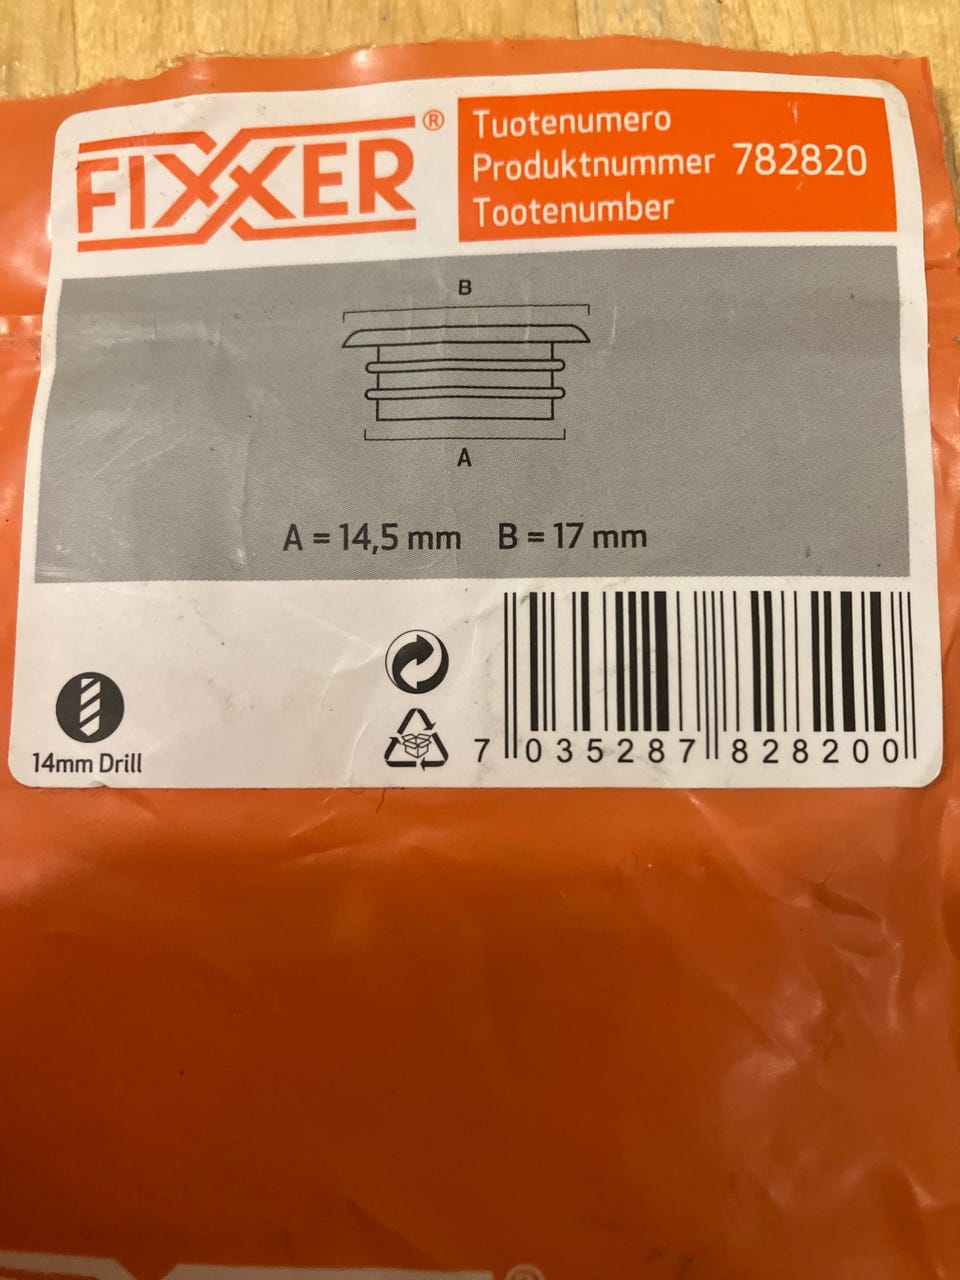 FIXXER®
Tuotenumero
Produktnummer 782820
Tootenumber
B
A
A = 14,5 mm B = 17 mm
14mm Drill
7 035287 828200
®